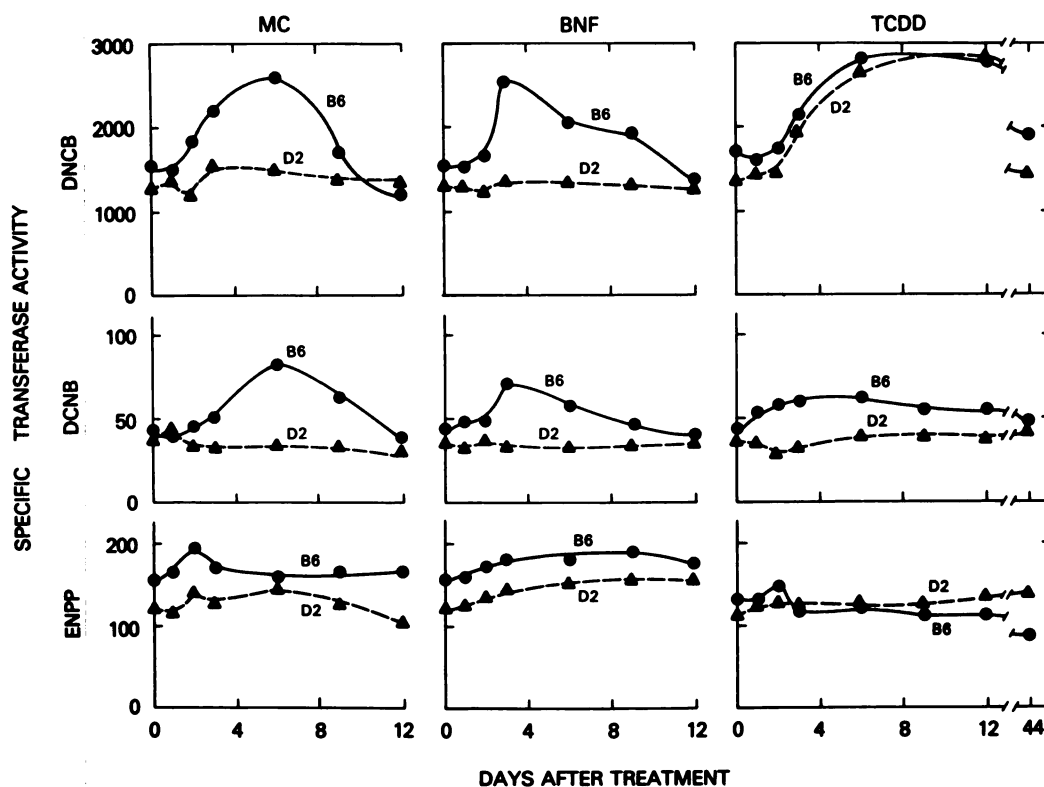 MC BNF TCDD
3000
2000
1000
0
DNCB
B6
D2
B6
D2
B6
D2
100
50
0
DCNB
B6
D2
B6
D2
B6
D2
200
100
0
ENPP
B6
D2
B6
D2
D2
B6
0 4 8 12
0 4 8 12
0 4 8 12 44
SPECIFIC TRANSFERASE ACTIVITY
DAYS AFTER TREATMENT